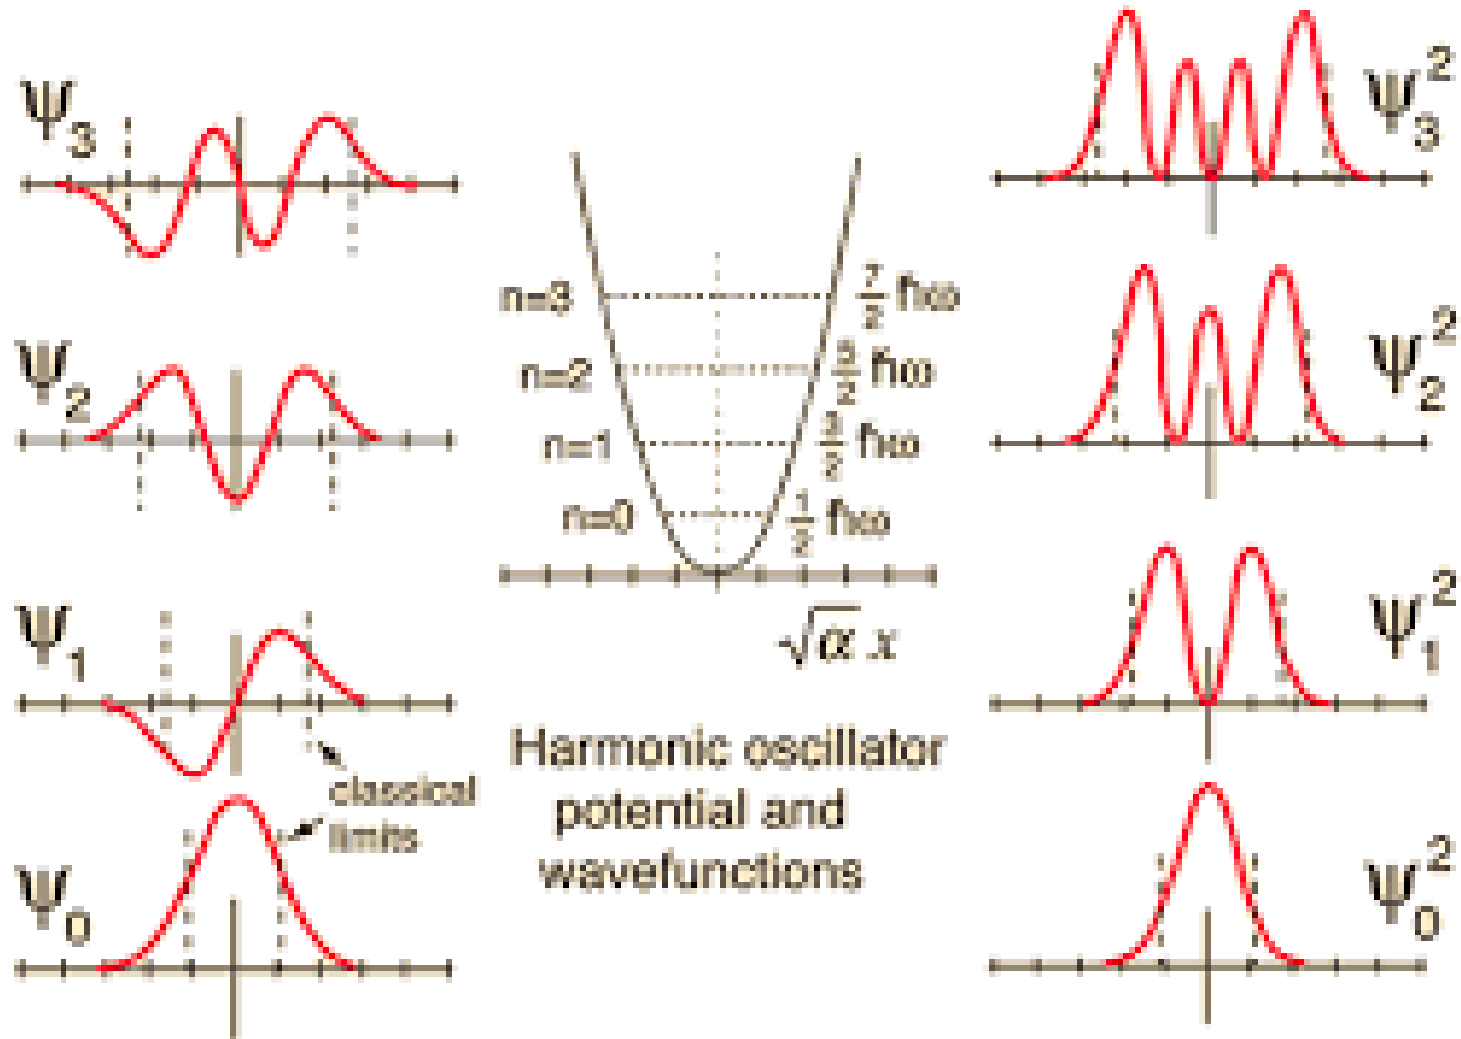 ψ3
ψ2
ψ1
ψ0
classical
limits
n=3 7/2 ħω
n=2 5/2 ħω
n=1 3/2 ħω
n=0 1/2 ħω
√α x
Harmonic oscillator
potential and
wavefunctions
ψ3²
ψ2²
ψ1²
ψ0²